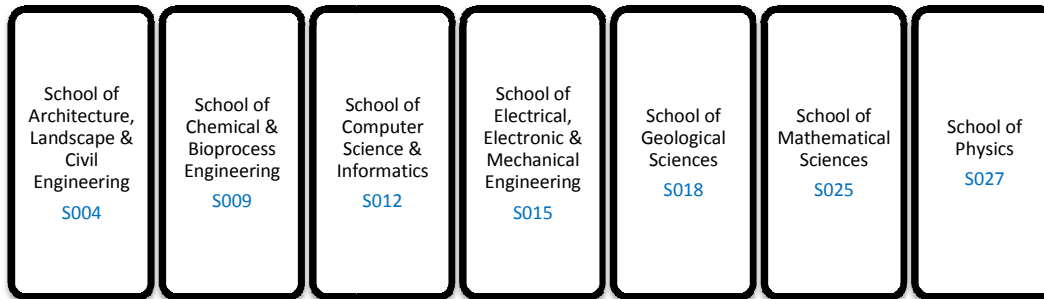 School of
Architecture,
Landscape &
Civil
Engineering
S004
School of
Chemical &
Bioprocess
Engineering
S009
School of
Computer
Science &
Informatics
S012
School of
Electrical,
Electronic &
Mechanical
Engineering
S015
School of
Geological
Sciences
S018
School of
Mathematical
Sciences
S025
School of
Physics
S027